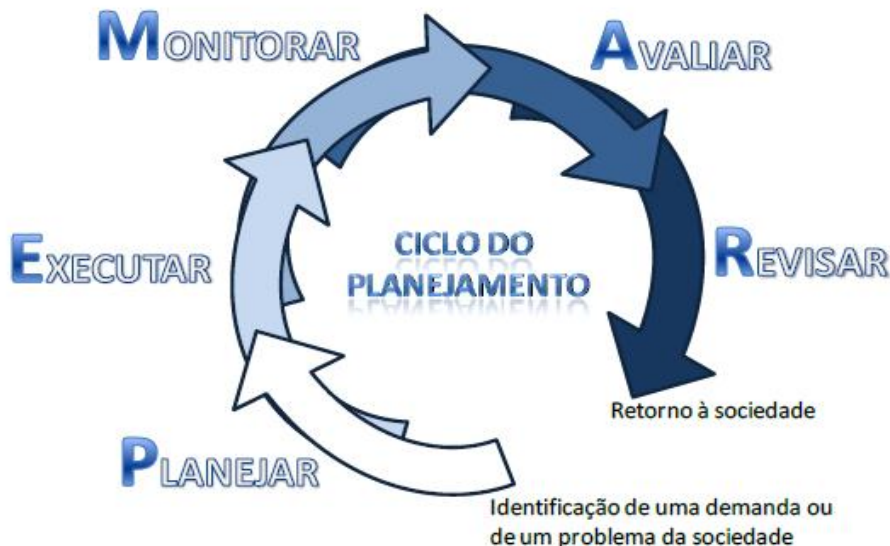 MONITORAR
AVALIAR
EXECUTAR
CICLO DO
PLANEJAMENTO
REVISAR
Retorno à sociedade
PLANEJAR
Identificação de uma demanda ou
de um problema da sociedade